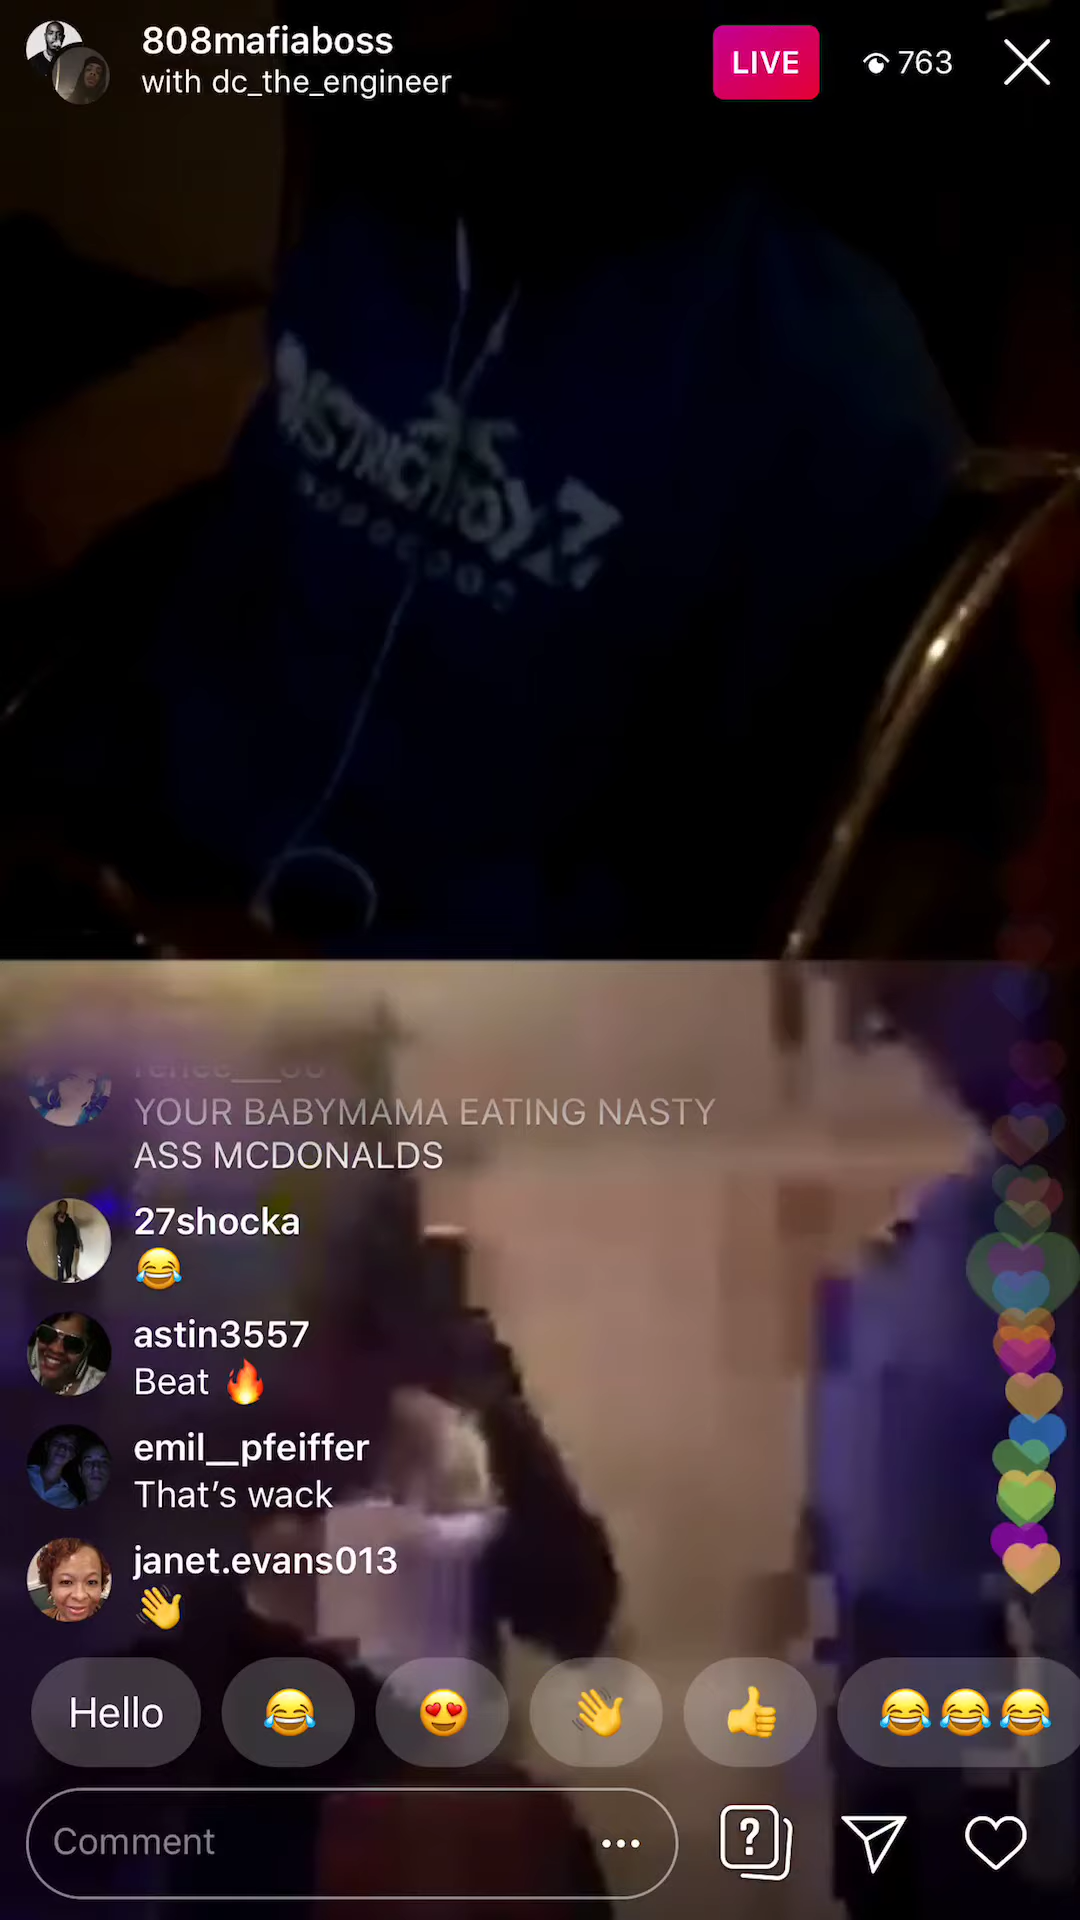 808mafiaboss
with dc_the_engineer
LIVE
763
YOUR BABYMAMA EATING NASTY
ASS MCDONALDS
27shocka
😂
astin3557
Beat 🔥
emil__pfeiffer
That's wack
janet.evans013
👋
Hello 😂 😍 👋 👍 😂😂😂
Comment
?